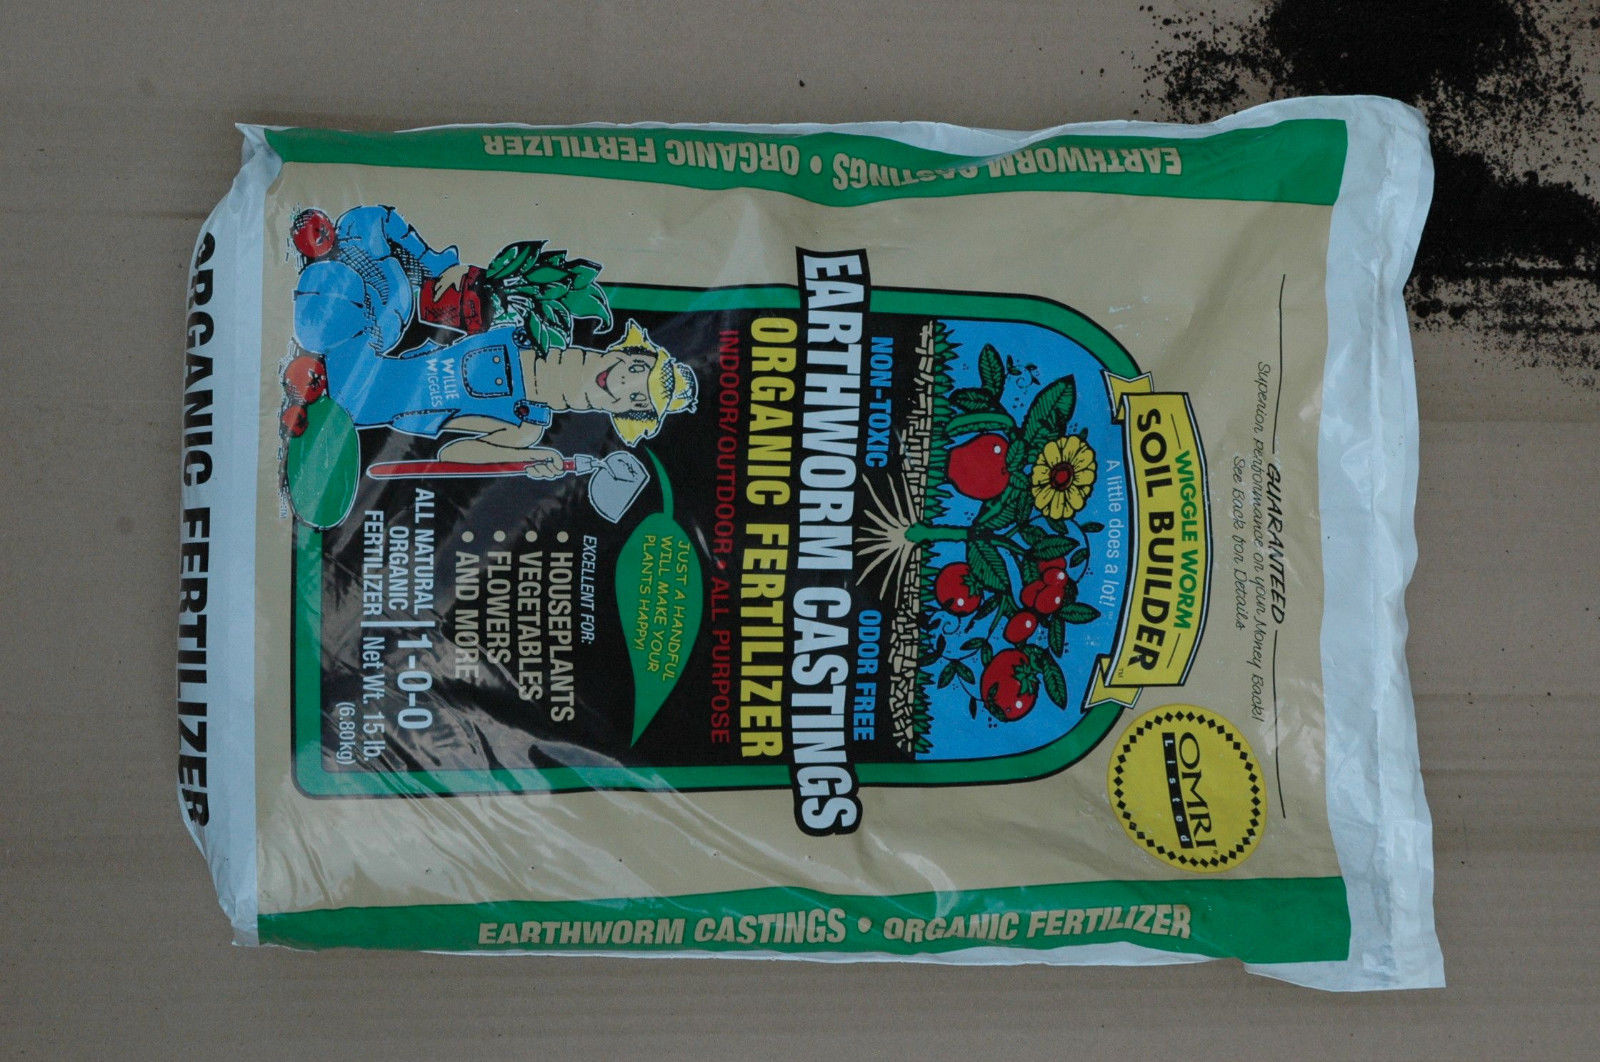 GUARANTEED
Superior performance or your Money Back!
See Back for Details
WIGGLE WORM
SOIL BUILDER™
A little does a lot!™
OMRI®
Listed
NON-TOXIC
ODOR FREE
EARTHWORM CASTINGS
ORGANIC FERTILIZER
INDOOR/OUTDOOR • ALL PURPOSE
JUST A HANDFUL
WILL MAKE YOUR
PLANTS HAPPY!
WILLIE
WIGGLES
EXCELLENT FOR:
• HOUSEPLANTS
• VEGETABLES
• FLOWERS
• AND MORE
ALL NATURAL
ORGANIC
FERTILIZER
1-0-0
Net Wt. 15 lb.
(6.80kg)
ORGANIC FERTILIZER
EARTHWORM CASTINGS • ORGANIC FERTILIZER
EARTHWORM CASTINGS • ORGANIC FERTILIZER